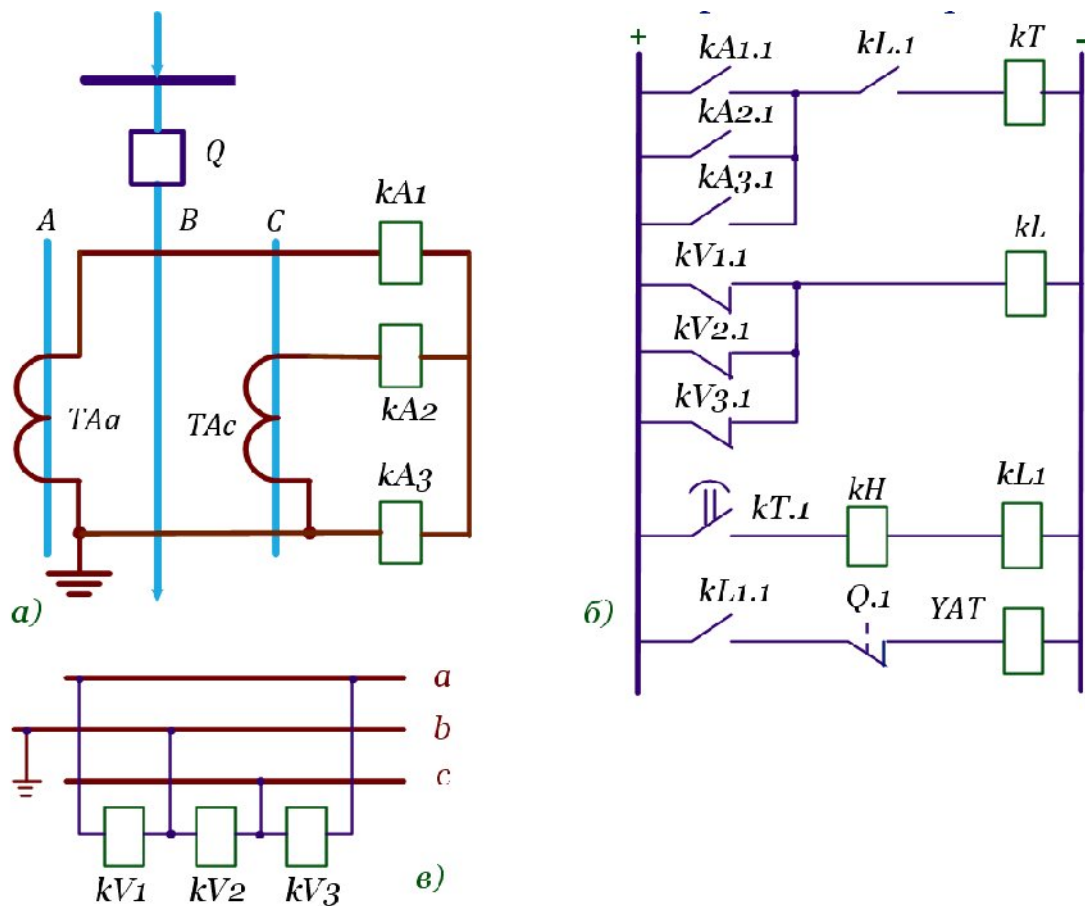 Q
A
B
C
kA1
TAa
TAc
kA2
kA3
а)
+
-
kA1.1
kL.1
kT
kA2.1
kA3.1
kV1.1
kL
kV2.1
kV3.1
kT.1
kH
kL1
kL1.1
Q.1
YAT
б)
a
b
c
kV1
kV2
kV3
в)